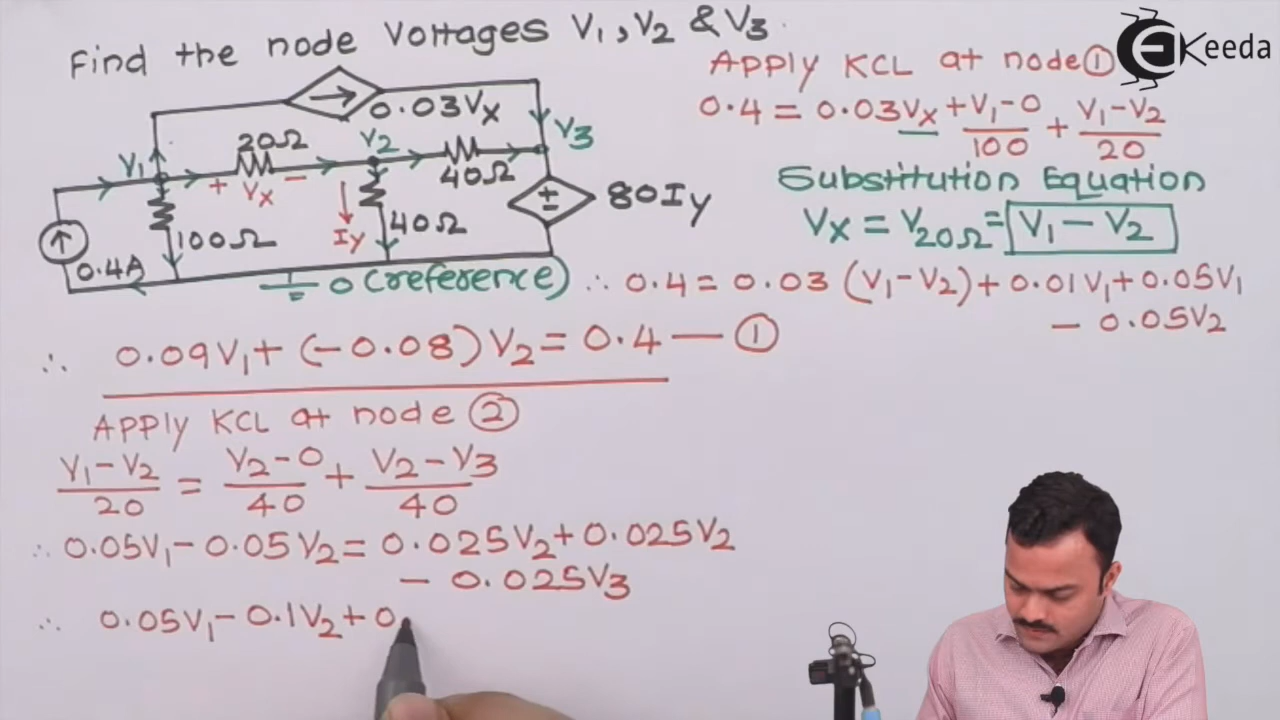 Find the node Voltages V1, V2 & V3.
Keeda
Apply KCL at node ①
0.4 = 0.03Vx + V1-0/100 + V1-V2/20
Substitution Equation
Vx = V20Ω = V1 - V2
∴ 0.4 = 0.03 (V1-V2) + 0.01V1 + 0.05V1
- 0.05V2
0.03Vx
V1
20Ω
V2
40Ω
V3
+ Vx -
100Ω
Iy
40Ω
± 80Iy
0.4A
0 (reference)
∴ 0.09V1 + (-0.08) V2 = 0.4 — ①
Apply KCL at node ②
V1-V2/20 = V2-0/40 + V2-V3/40
∴ 0.05V1 - 0.05V2 = 0.025V2 + 0.025V2
- 0.025V3
∴ 0.05V1 - 0.1V2 + 0.